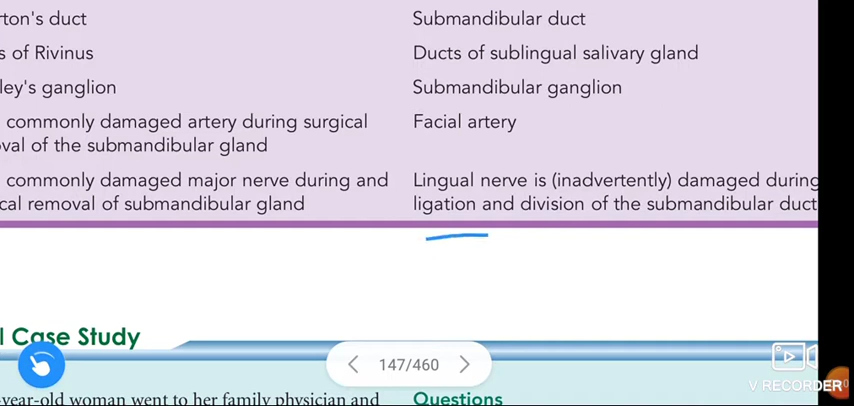 rton's duct
Submandibular duct
s of Rivinus
Ducts of sublingual salivary gland
ley's ganglion
Submandibular ganglion
commonly damaged artery during surgical
oval of the submandibular gland
Facial artery
commonly damaged major nerve during and
cal removal of submandibular gland
Lingual nerve is (inadvertently) damaged during
ligation and division of the submandibular duct
l Case Study
147/460
V RECORDER
-year-old woman went to her family physician and
Questions